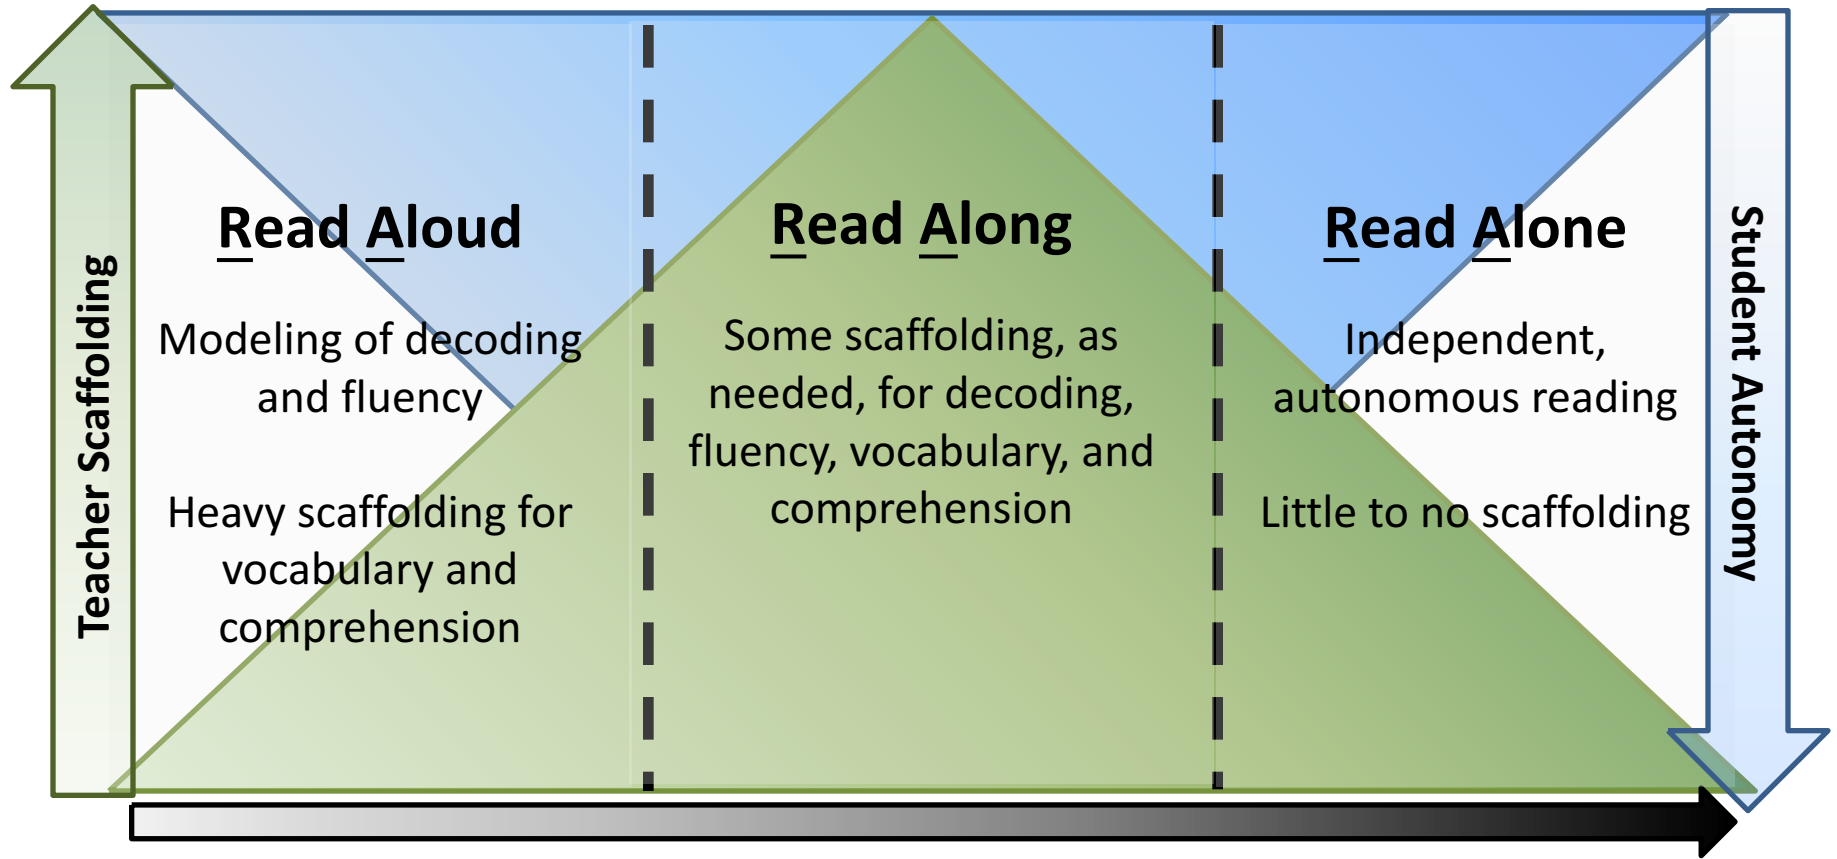 Teacher Scaffolding
Read Aloud
Modeling of decoding
and fluency
Heavy scaffolding for
vocabulary and
comprehension
Read Along
Some scaffolding, as
needed, for decoding,
fluency, vocabulary, and
comprehension
Read Alone
Independent,
autonomous reading
Little to no scaffolding
Student Autonomy